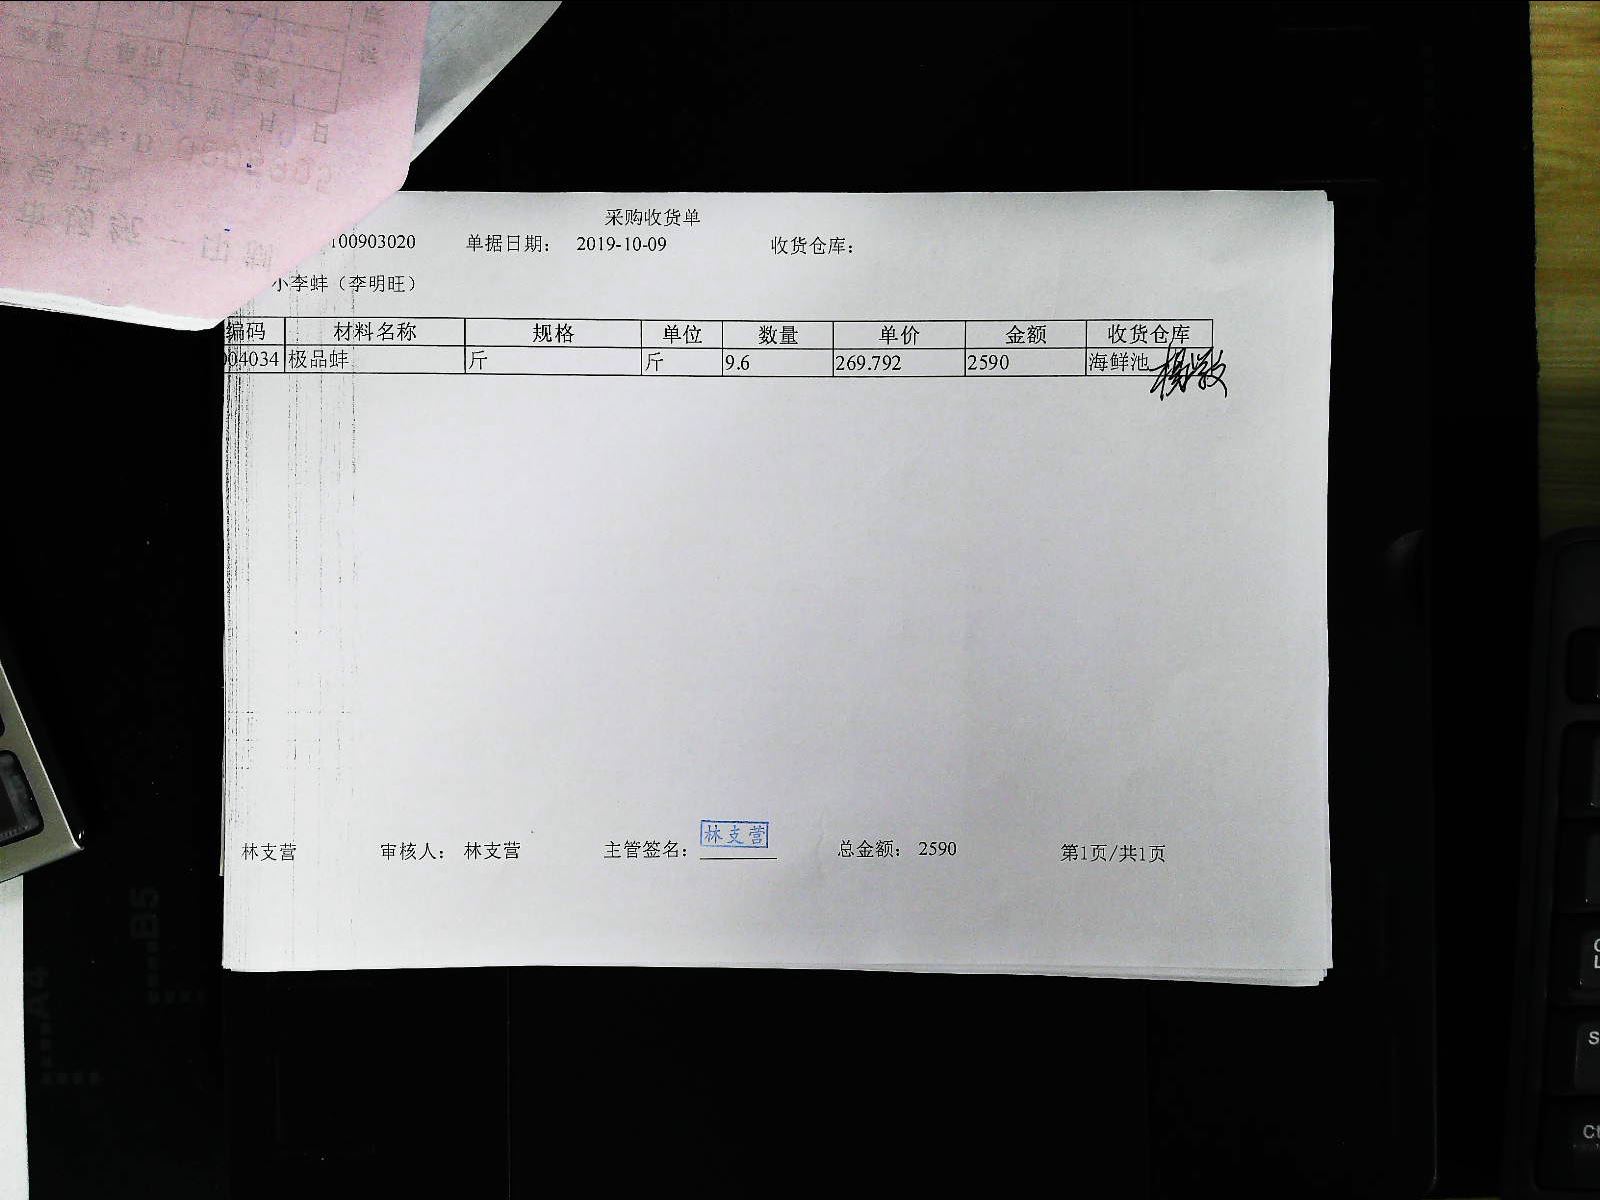 采购收货单
100903020 单据日期： 2019-10-09 收货仓库：
小李蚌（李明旺）
编码 材料名称 规格 单位 数量 单价 金额 收货仓库
004034 极品蚌 斤 斤 9.6 269.792 2590 海鲜池
林支营 审核人： 林支营 主管签名： 林支营 总金额： 2590 第1页/共1页
B5
A4